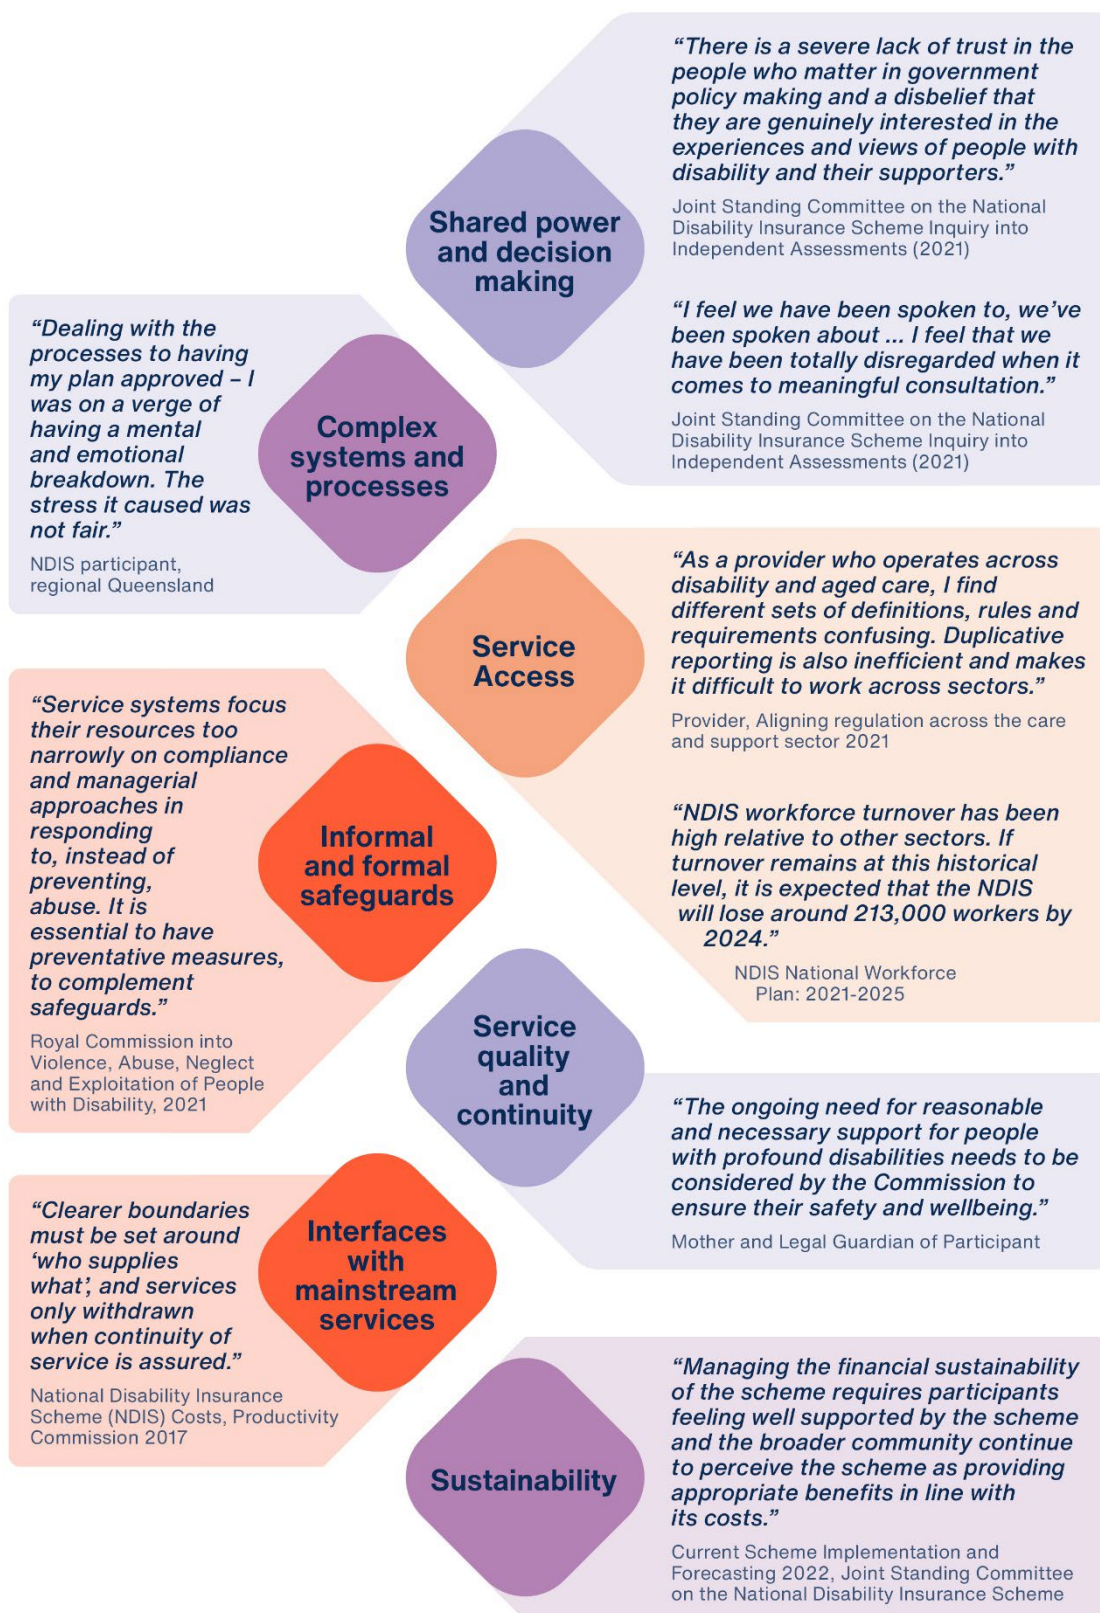 “There is a severe lack of trust in the
people who matter in government
policy making and a disbelief that
they are genuinely interested in the
experiences and views of people with
disability and their supporters.”
Joint Standing Committee on the National
Disability Insurance Scheme Inquiry into
Independent Assessments (2021)
Shared power
and decision
making
“I feel we have been spoken to, we’ve
been spoken about ... I feel that we
have been totally disregarded when it
comes to meaningful consultation.”
Joint Standing Committee on the National
Disability Insurance Scheme Inquiry into
Independent Assessments (2021)
“Dealing with the
processes to having
my plan approved – I
was on a verge of
having a mental
and emotional
breakdown. The
stress it caused was
not fair.”
NDIS participant,
regional Queensland
Complex
systems and
processes
Service
Access
“As a provider who operates across
disability and aged care, I find
different sets of definitions, rules and
requirements confusing. Duplicative
reporting is also inefficient and makes
it difficult to work across sectors.”
Provider, Aligning regulation across the care
and support sector 2021
“NDIS workforce turnover has been
high relative to other sectors. If
turnover remains at this historical
level, it is expected that the NDIS
will lose around 213,000 workers by
2024.”
NDIS National Workforce
Plan: 2021-2025
“Service systems focus
their resources too
narrowly on compliance
and managerial
approaches in
responding
to, instead of
preventing,
abuse. It is
essential to have
preventative measures,
to complement
safeguards.”
Royal Commission into
Violence, Abuse, Neglect
and Exploitation of People
with Disability, 2021
Informal
and formal
safeguards
Service
quality
and
continuity
“The ongoing need for reasonable
and necessary support for people
with profound disabilities needs to be
considered by the Commission to
ensure their safety and wellbeing.”
Mother and Legal Guardian of Participant
“Clearer boundaries
must be set around
‘who supplies
what’, and services
only withdrawn
when continuity of
service is assured.”
National Disability Insurance
Scheme (NDIS) Costs, Productivity
Commission 2017
Interfaces
with
mainstream
services
Sustainability
“Managing the financial sustainability
of the scheme requires participants
feeling well supported by the scheme
and the broader community continue
to perceive the scheme as providing
appropriate benefits in line with
its costs.”
Current Scheme Implementation and
Forecasting 2022, Joint Standing Committee
on the National Disability Insurance Scheme